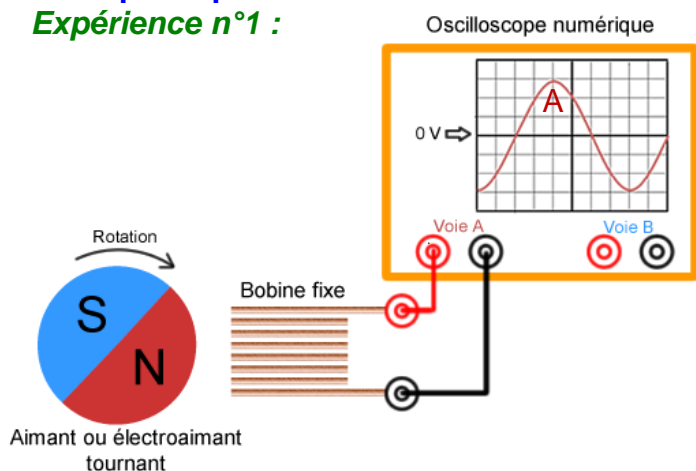 Expérience n°1 :
Oscilloscope numérique
A
0 V
Voie A
Voie B
Rotation
Bobine fixe
S
N
Aimant ou électroaimant
tournant